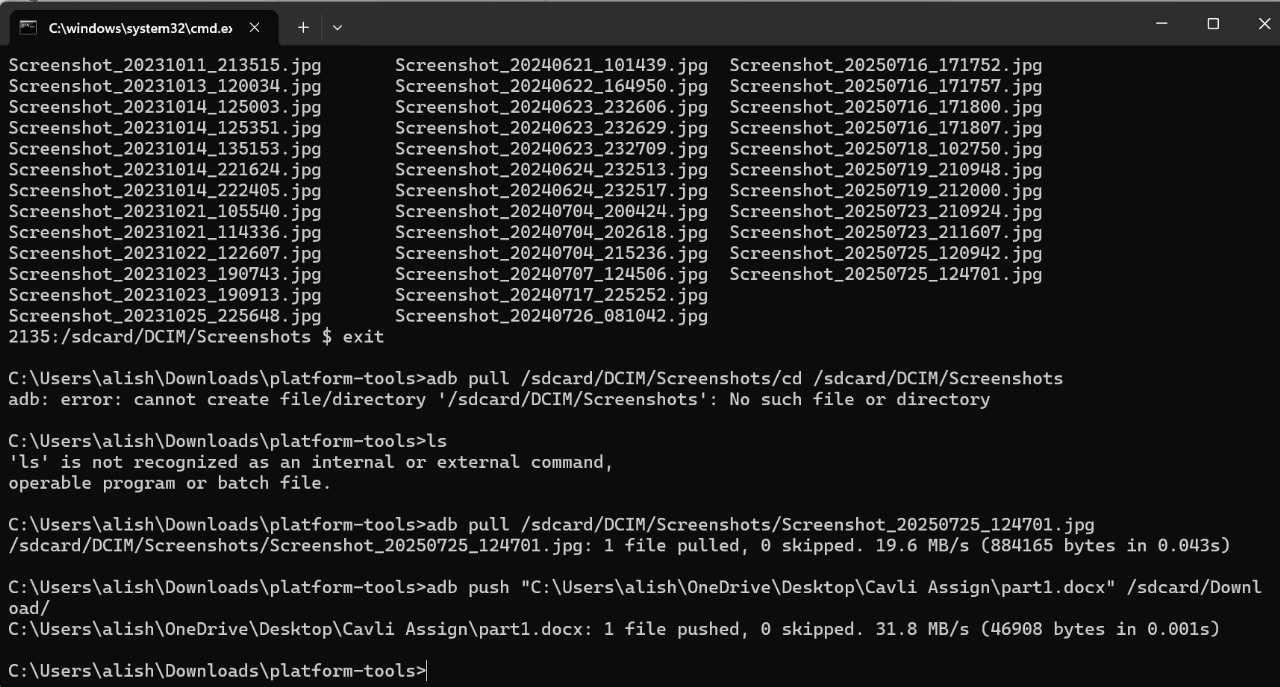 C:\windows\system32\cmd.ex
Screenshot_20231011_213515.jpg       Screenshot_20240621_101439.jpg  Screenshot_20250716_171752.jpg
Screenshot_20231013_120034.jpg       Screenshot_20240622_164950.jpg  Screenshot_20250716_171757.jpg
Screenshot_20231014_125003.jpg       Screenshot_20240623_232606.jpg  Screenshot_20250716_171800.jpg
Screenshot_20231014_125351.jpg       Screenshot_20240623_232629.jpg  Screenshot_20250716_171807.jpg
Screenshot_20231014_135153.jpg       Screenshot_20240623_232709.jpg  Screenshot_20250718_102750.jpg
Screenshot_20231014_221624.jpg       Screenshot_20240624_232513.jpg  Screenshot_20250719_210948.jpg
Screenshot_20231014_222405.jpg       Screenshot_20240624_232517.jpg  Screenshot_20250719_212000.jpg
Screenshot_20231021_105540.jpg       Screenshot_20240704_200424.jpg  Screenshot_20250723_210924.jpg
Screenshot_20231021_114336.jpg       Screenshot_20240704_202618.jpg  Screenshot_20250723_211607.jpg
Screenshot_20231022_122607.jpg       Screenshot_20240704_215236.jpg  Screenshot_20250725_120942.jpg
Screenshot_20231023_190743.jpg       Screenshot_20240707_124506.jpg  Screenshot_20250725_124701.jpg
Screenshot_20231023_190913.jpg       Screenshot_20240717_225252.jpg
Screenshot_20231025_225648.jpg       Screenshot_20240726_081042.jpg
2135:/sdcard/DCIM/Screenshots $ exit
C:\Users\alish\Downloads\platform-tools>adb pull /sdcard/DCIM/Screenshots/cd /sdcard/DCIM/Screenshots
adb: error: cannot create file/directory '/sdcard/DCIM/Screenshots': No such file or directory
C:\Users\alish\Downloads\platform-tools>ls
'ls' is not recognized as an internal or external command,
operable program or batch file.
C:\Users\alish\Downloads\platform-tools>adb pull /sdcard/DCIM/Screenshots/Screenshot_20250725_124701.jpg
/sdcard/DCIM/Screenshots/Screenshot_20250725_124701.jpg: 1 file pulled, 0 skipped. 19.6 MB/s (884165 bytes in 0.043s)
C:\Users\alish\Downloads\platform-tools>adb push "C:\Users\alish\OneDrive\Desktop\Cavli Assign\part1.docx" /sdcard/Downl
oad/
C:\Users\alish\OneDrive\Desktop\Cavli Assign\part1.docx: 1 file pushed, 0 skipped. 31.8 MB/s (46908 bytes in 0.001s)
C:\Users\alish\Downloads\platform-tools>